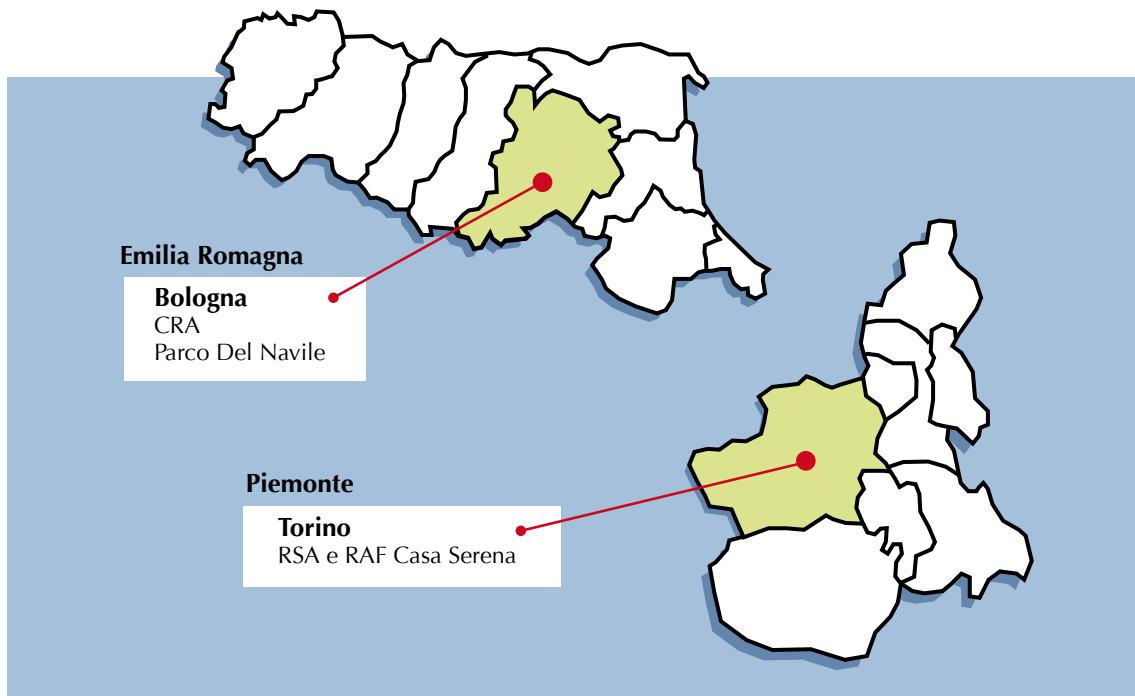 Emilia Romagna
Bologna
CRA
Parco Del Navile
Piemonte
Torino
RSA e RAF Casa Serena